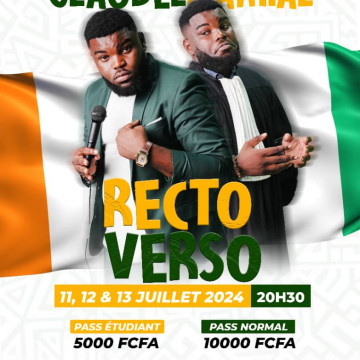 RECTO
VERSO
11, 12 & 13 JUILLET 2024 20H30
PASS ÉTUDIANT PASS NORMAL
5000 FCFA 10000 FCFA